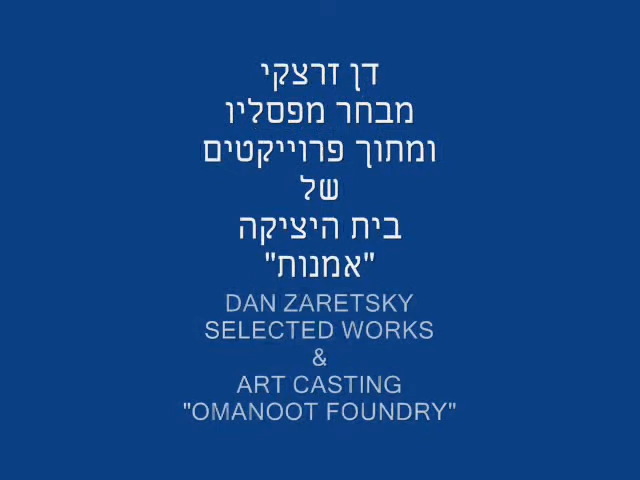 דן זרצקי
מבחר מפסליו
ומתוך פרוייקטים
של
בית היציקה
"אמנות"
DAN ZARETSKY
SELECTED WORKS
&
ART CASTING
"OMANOOT FOUNDRY"